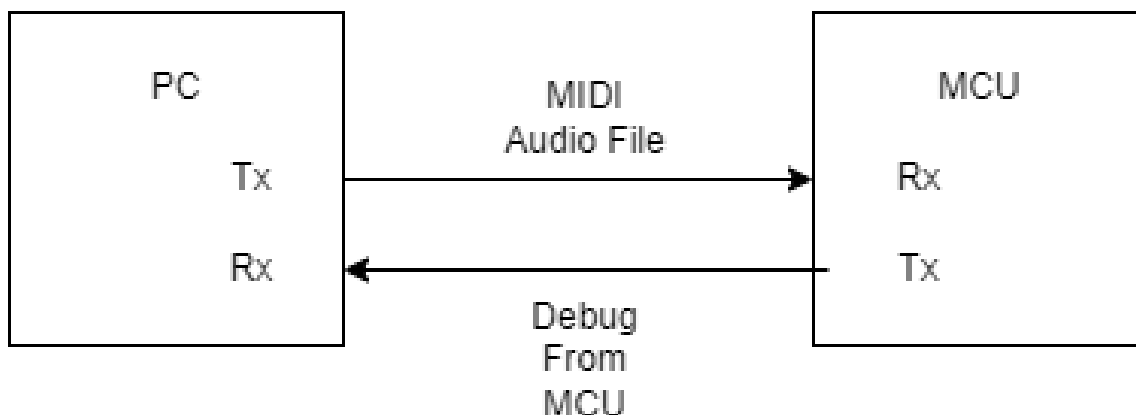 PC
Tx
Rx
MIDI
Audio File
Debug
From
MCU
MCU
Rx
Tx